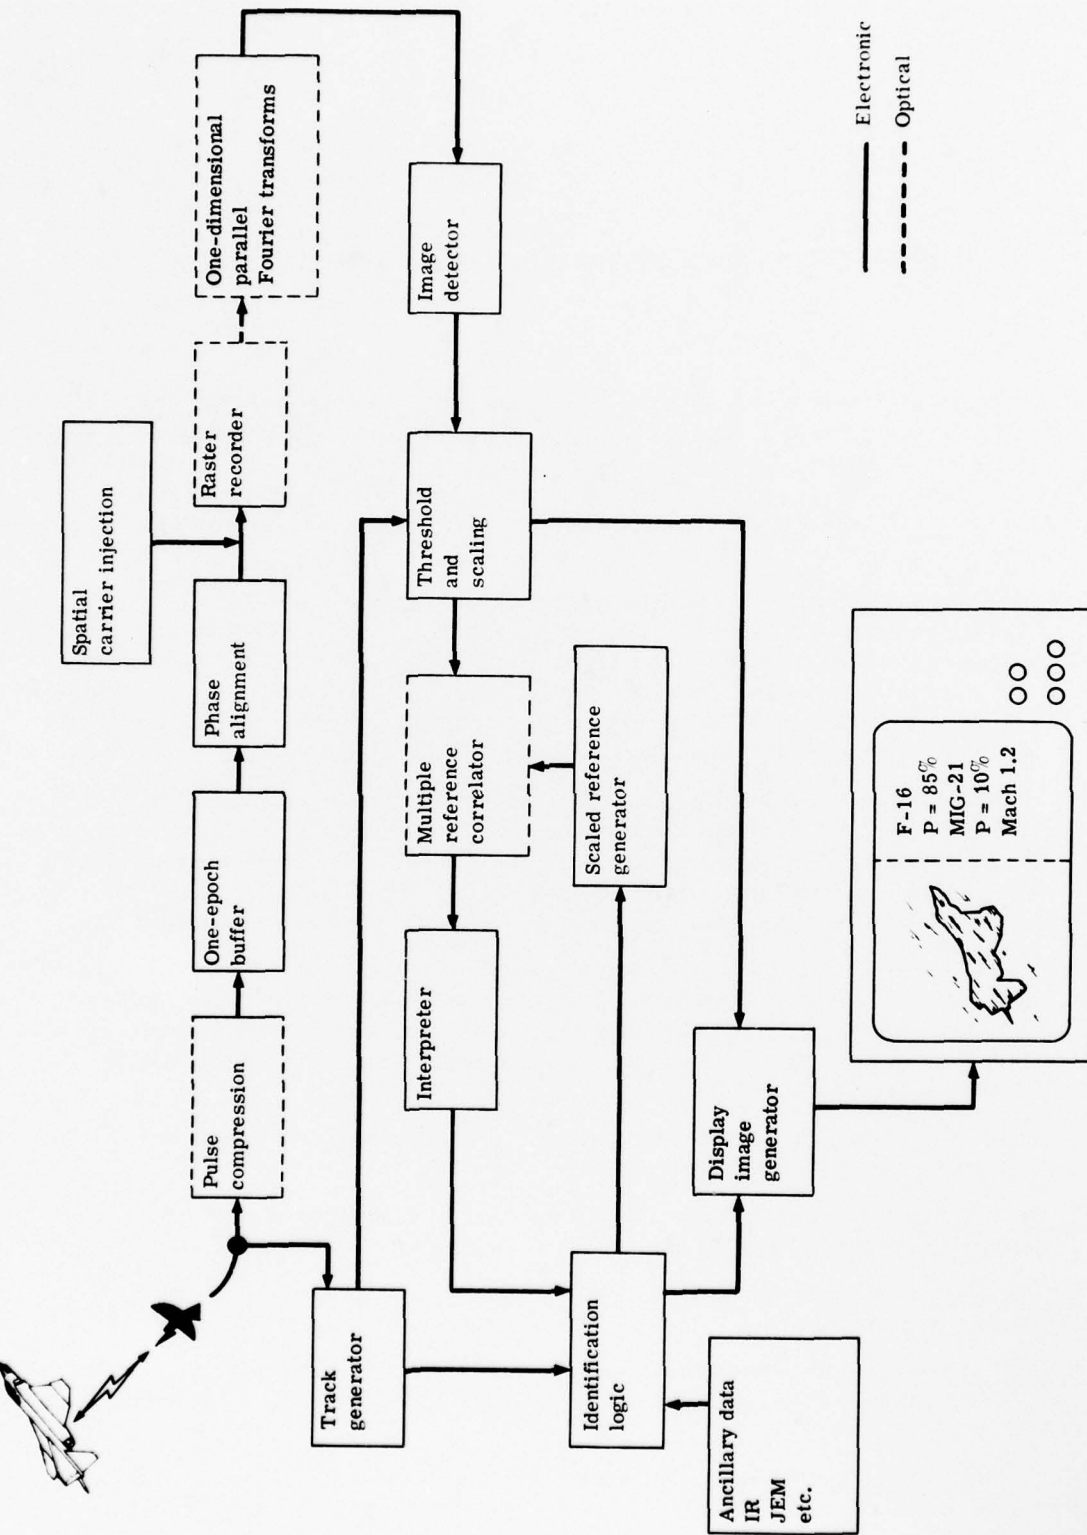 Pulse
compression
One-epoch
buffer
Phase
alignment
Spatial
carrier injection
Raster
recorder
One-dimensional
parallel
Fourier transforms
Track
generator
Interpreter
Multiple
reference
correlator
Threshold
and
scaling
Image
detector
Identification
logic
Scaled reference
generator
Ancillary data
IR
JEM
etc.
Display
image
generator
F-16
P = 85%
MIG-21
P = 10%
Mach 1.2
Electronic
Optical